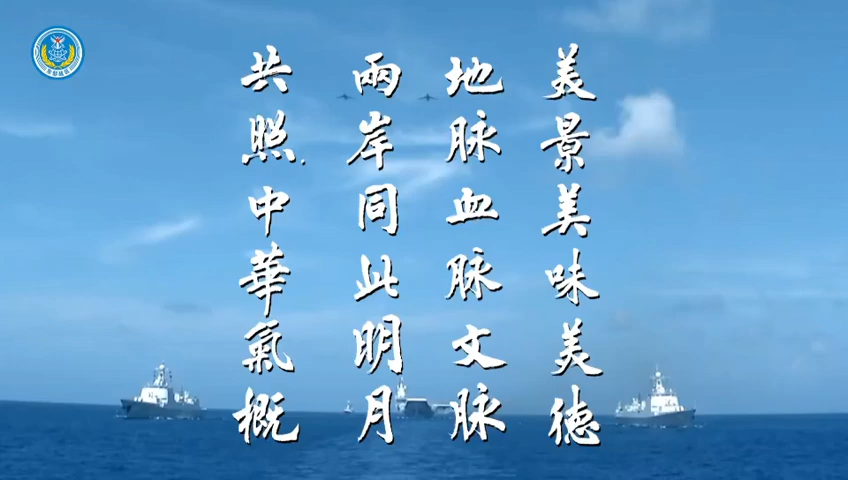 美景美味美德
地脉血脉文脉
兩岸同此明月
共照中華氣概